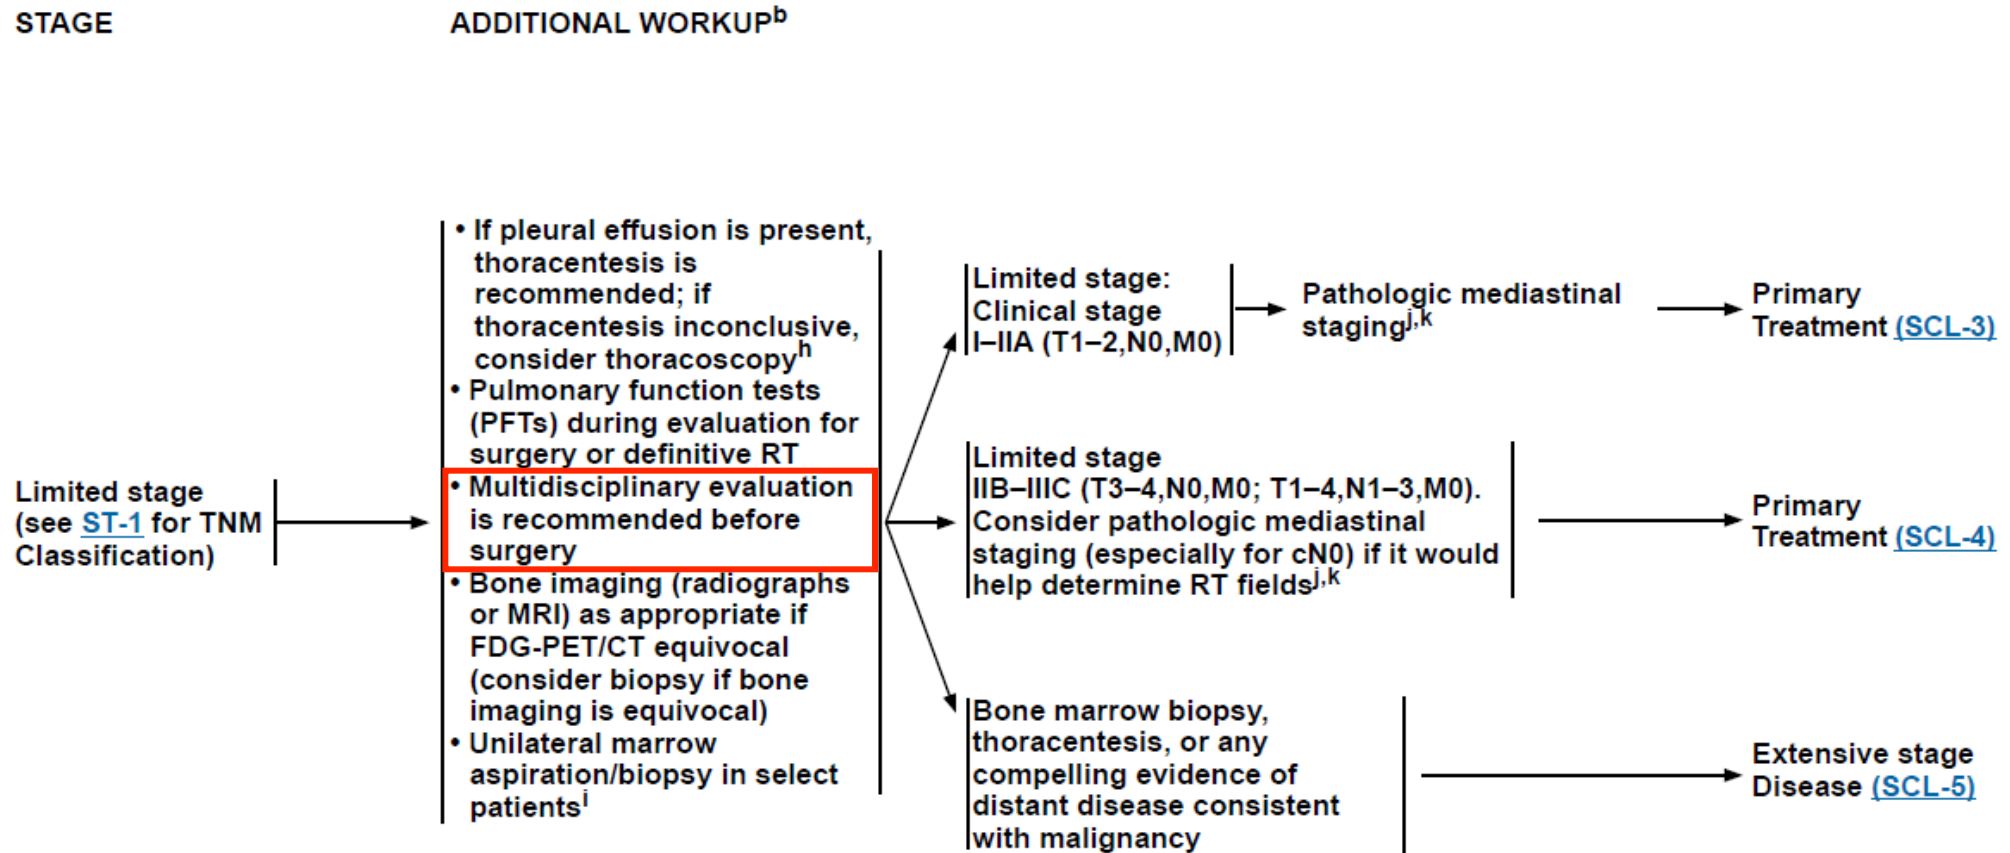 STAGE
ADDITIONAL WORKUPb
Limited stage
(see ST-1 for TNM
Classification)
• If pleural effusion is present,
thoracentesis is
recommended; if
thoracentesis inconclusive,
consider thoracoscopyh
• Pulmonary function tests
(PFTs) during evaluation for
surgery or definitive RT
• Multidisciplinary evaluation
is recommended before
surgery
• Bone imaging (radiographs
or MRI) as appropriate if
FDG-PET/CT equivocal
(consider biopsy if bone
imaging is equivocal)
• Unilateral marrow
aspiration/biopsy in select
patientsi
Limited stage:
Clinical stage
I–IIA (T1–2,N0,M0)
Pathologic mediastinal
stagingj,k
Primary
Treatment (SCL-3)
Limited stage
IIB–IIIC (T3–4,N0,M0; T1–4,N1–3,M0).
Consider pathologic mediastinal
staging (especially for cN0) if it would
help determine RT fieldsj,k
Primary
Treatment (SCL-4)
Bone marrow biopsy,
thoracentesis, or any
compelling evidence of
distant disease consistent
with malignancy
Extensive stage
Disease (SCL-5)